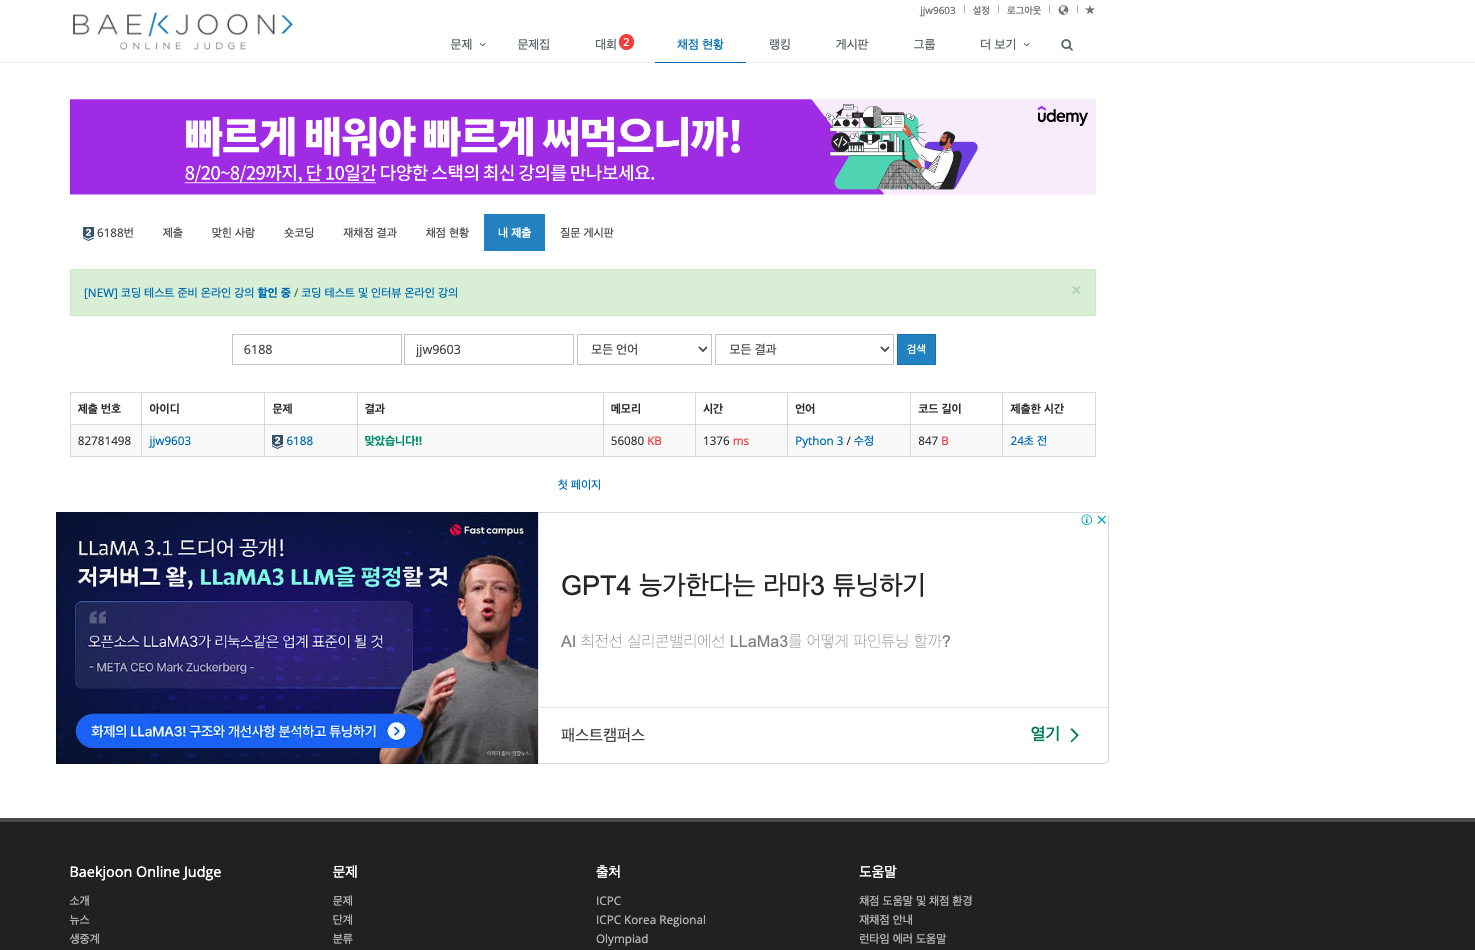 jjw9603 설정 로그아웃
BAEKJOON>
ONLINE JUDGE
문제 문제집 대회 2 채점 현황 랭킹 게시판 그룹 더 보기
빠르게 배워야 빠르게 써먹으니까!
8/20~8/29까지, 단 10일간 다양한 스택의 최신 강의를 만나보세요.
udemy
2 6188번 제출 맞힌 사람 숏코딩 재채점 결과 채점 현황 내 제출 질문 게시판
[NEW] 코딩 테스트 준비 온라인 강의 할인 중 / 코딩 테스트 및 인터뷰 온라인 강의 ×
6188 jjw9603 모든 언어 모든 결과 검색
제출 번호 아이디 문제 결과 메모리 시간 언어 코드 길이 제출한 시간
82781498 jjw9603 2 6188 맞았습니다!! 56080 KB 1376 ms Python 3 / 수정 847 B 24초 전
첫 페이지
Fast campus
LLaMA 3.1 드디어 공개!
저커버그 왈, LLaMA3 LLM을 평정할 것
오픈소스 LLaMA3가 리눅스같은 업계 표준이 될 것
- META CEO Mark Zuckerberg -
화제의 LLaMA3! 구조와 개선사항 분석하고 튜닝하기
GPT4 능가한다는 라마3 튜닝하기
AI 최전선 실리콘밸리에선 LLaMa3를 어떻게 파인튜닝 할까?
패스트캠퍼스 열기
Baekjoon Online Judge 문제 출처 도움말
소개 문제 ICPC 채점 도움말 및 채점 환경
뉴스 단계 ICPC Korea Regional 재채점 안내
생중계 분류 Olympiad 런타임 에러 도움말